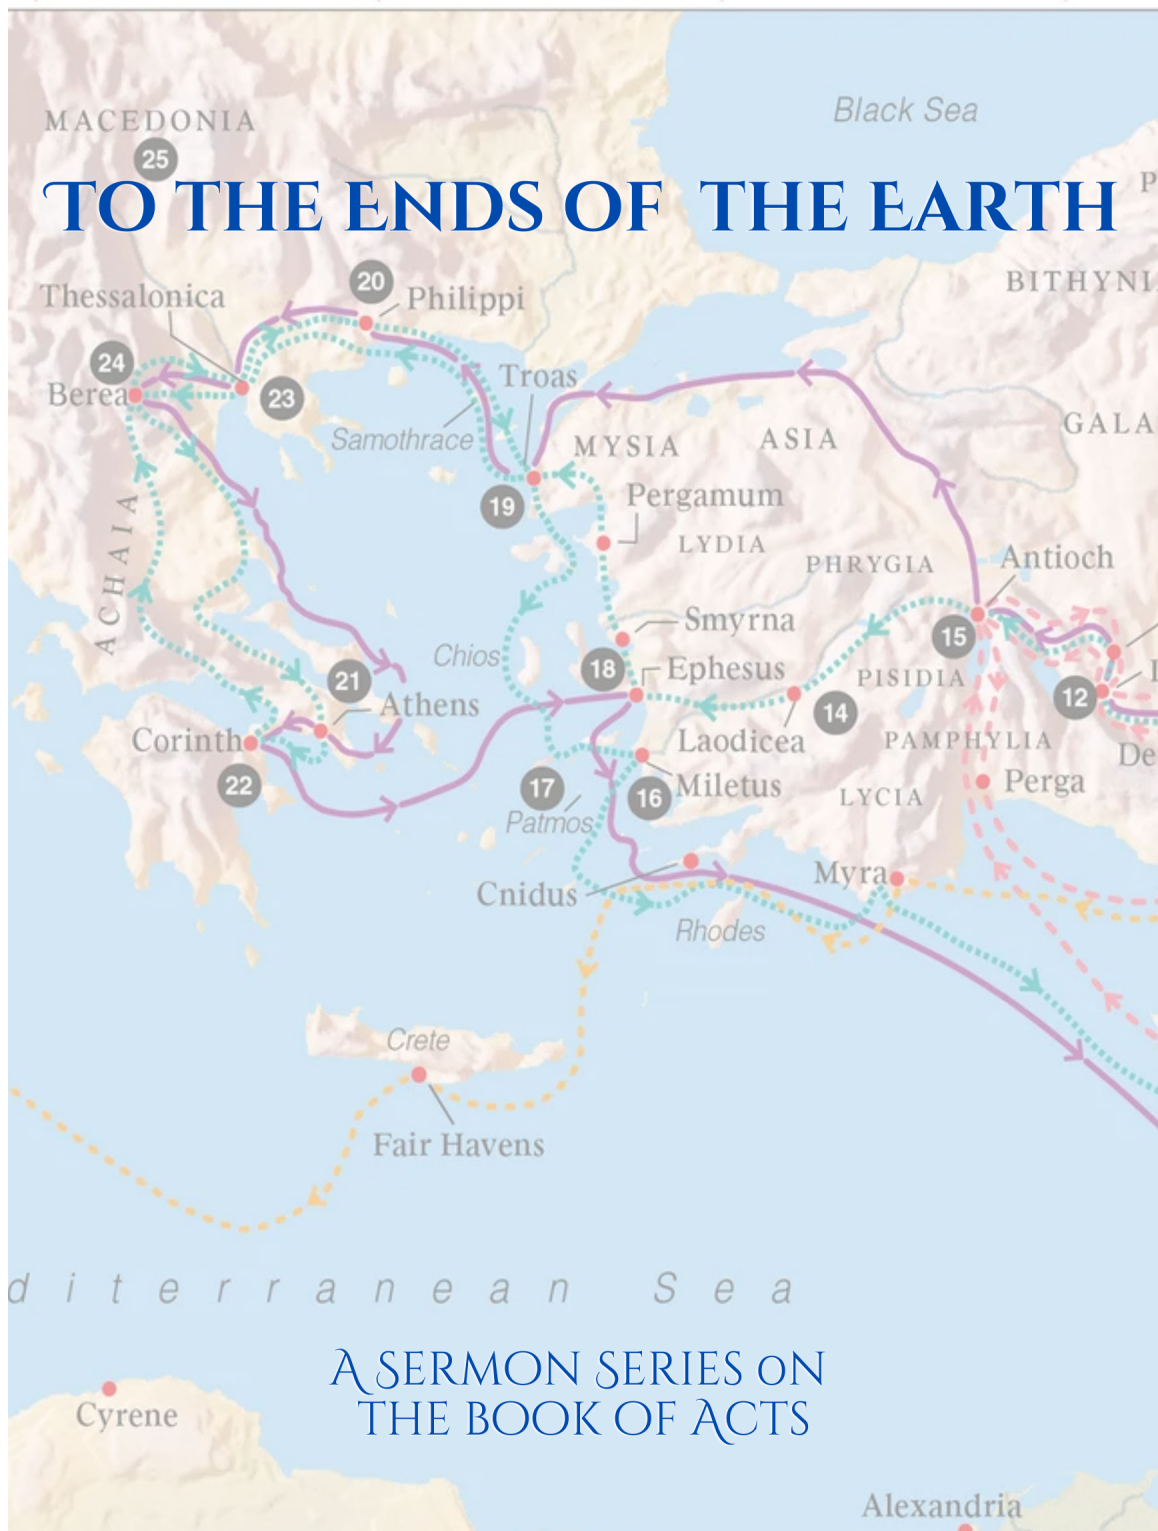 Black Sea
MACEDONIA
25
TO THE ENDS OF THE EARTH
P
BITHYNI
20
Thessalonica
Philippi
24
Troas
Berea
23
GALA
Samothrace
MYSIA
ASIA
19
Pergamum
ACHAIA
LYDIA
PHRYGIA
Antioch
Smyrna
15
Chios
18
Ephesus
PISIDIA
21
L
12
Athens
14
Corinth
Laodicea
PAMPHYLIA
De
22
17
16
Miletus
Perga
LYCIA
Patmos
Myra
Cnidus
Rhodes
Crete
Fair Havens
diterranean Sea
A SERMON SERIES ON
THE BOOK OF ACTS
Cyrene
Alexandria